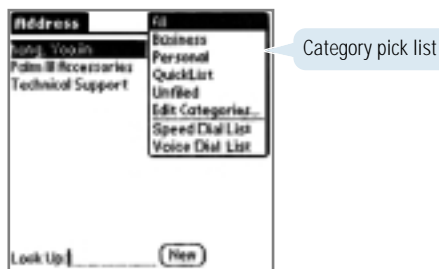 Address
All
Business
Personal
QuickList
Unfiled
Edit Categories...
Speed Dial List
Voice Dial List
hong, Yoojin
Palm III Accessories
Technical Support
Look Up:
New
Category pick list